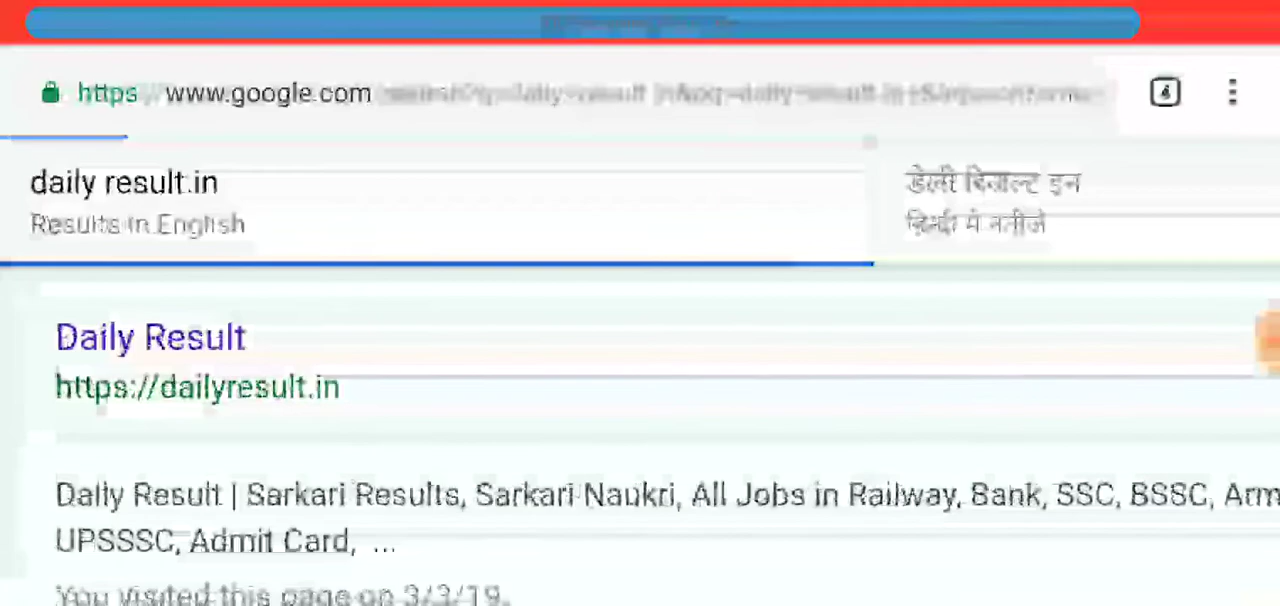 https www.google.com
4
daily result.in
Results in English
डेली रिजल्ट इन
हिन्दी में नतीजे
Daily Result
https://dailyresult.in
Daily Result | Sarkari Results, Sarkari Naukri, All Jobs in Railway, Bank, SSC, BSSC, Arm
UPSSSC, Admit Card, ...
You visited this page on 3/3/19.